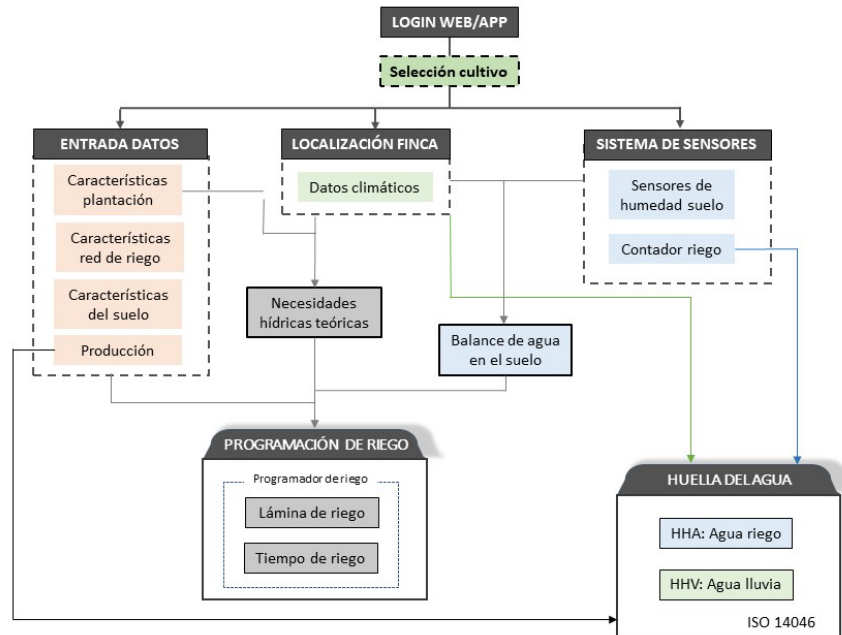 LOGIN WEB/APP
Selección cultivo
ENTRADA DATOS
Características
plantación
Características
red de riego
Características
del suelo
Producción
LOCALIZACIÓN FINCA
Datos climáticos
SISTEMA DE SENSORES
Sensores de
humedad suelo
Contador riego
Necesidades
hídricas teóricas
Balance de agua
en el suelo
PROGRAMACIÓN DE RIEGO
Programador de riego
Lámina de riego
Tiempo de riego
HUELLA DEL AGUA
HHA: Agua riego
HHV: Agua lluvia
ISO 14046